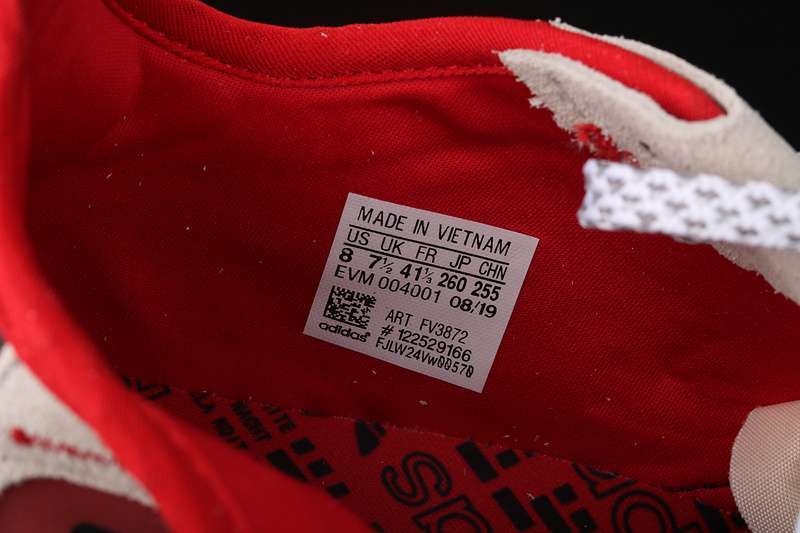 MADE IN VIETNAM
US UK FR JP CHN
8 7½ 41⅓ 260 255
EVM 004001 08/19
ART FV3872
# 122529166
adidas
FJLW24VW00570